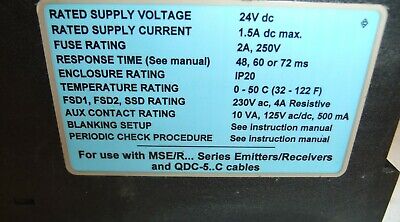 RATED SUPPLY VOLTAGE 24V dc
RATED SUPPLY CURRENT 1.5A dc max.
FUSE RATING 2A, 250V
RESPONSE TIME (See manual) 48, 60 or 72 ms
ENCLOSURE RATING IP20
TEMPERATURE RATING 0 - 50 C (32 - 122 F)
FSD1, FSD2, SSD RATING 230V ac, 4A Resistive
AUX CONTACT RATING 10 VA, 125V ac/dc, 500 mA
BLANKING SETUP See instruction manual
PERIODIC CHECK PROCEDURE See instruction manual
For use with MSE/R... Series Emitters/Receivers
and QDC-5..C cables